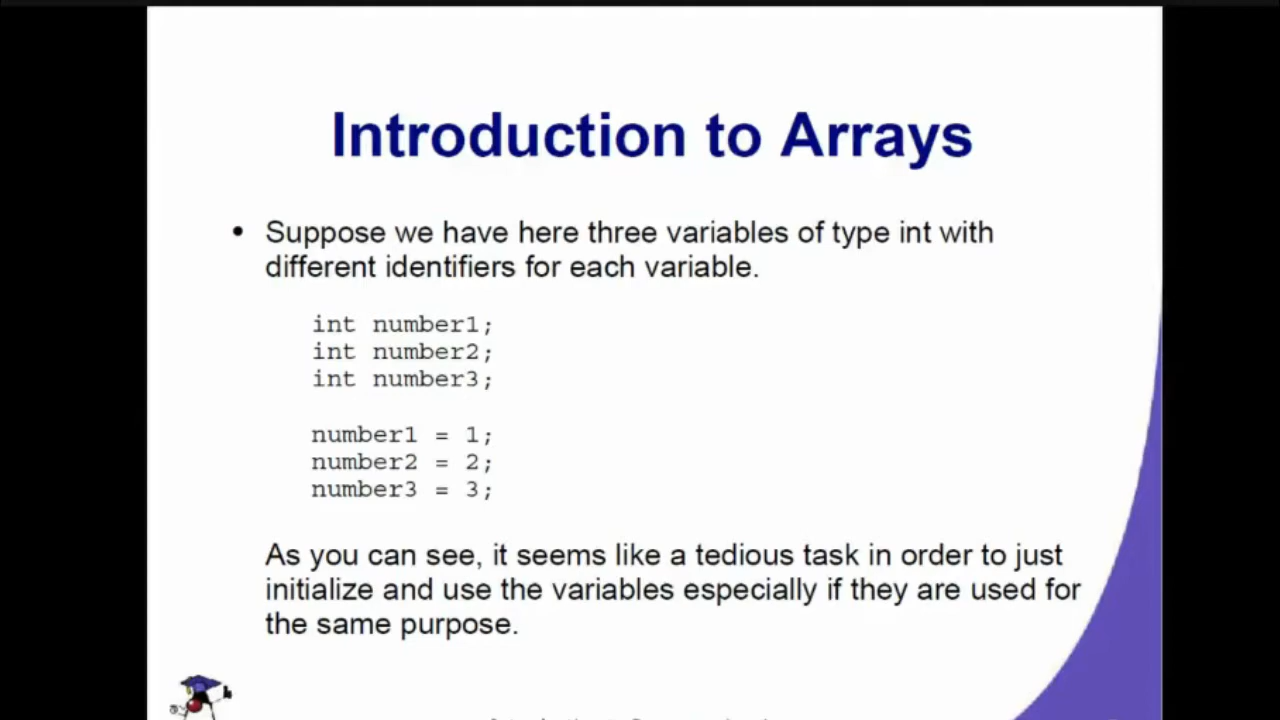 Introduction to Arrays
• Suppose we have here three variables of type int with
different identifiers for each variable.
int number1;
int number2;
int number3;
number1 = 1;
number2 = 2;
number3 = 3;
As you can see, it seems like a tedious task in order to just
initialize and use the variables especially if they are used for
the same purpose.